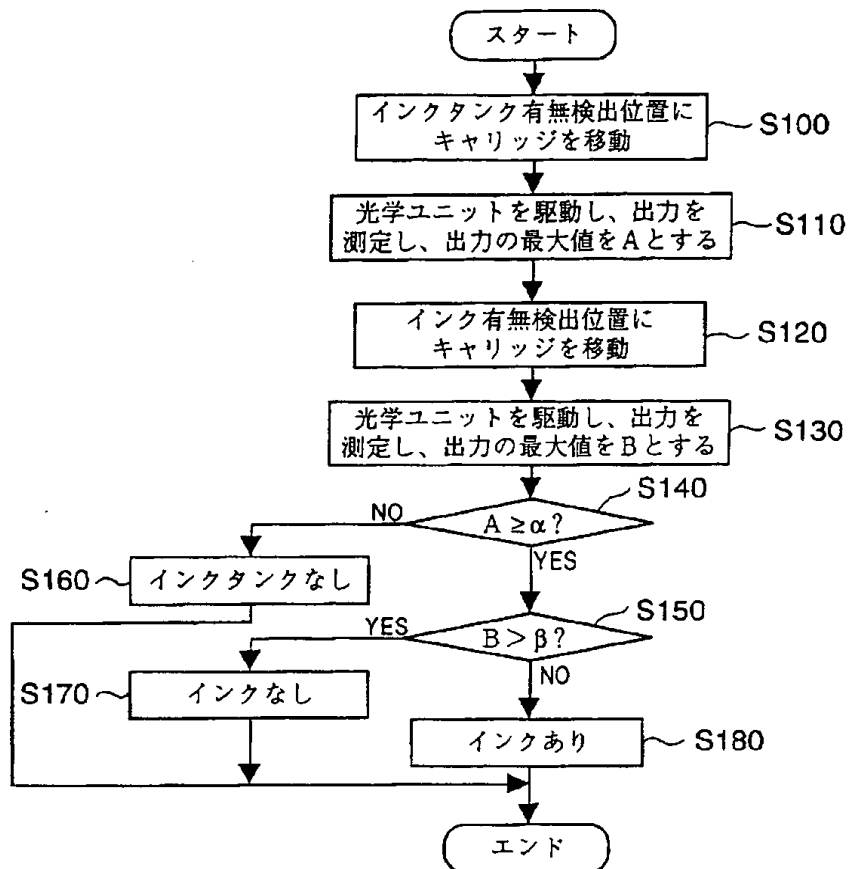 スタート
インクタンク有無検出位置に
キャリッジを移動
S100
光学ユニットを駆動し、出力を
測定し、出力の最大値をAとする
S110
インク有無検出位置に
キャリッジを移動
S120
光学ユニットを駆動し、出力を
測定し、出力の最大値をBとする
S130
S140
NO
A≥α?
YES
S160
インクタンクなし
S150
YES
B>β?
NO
S170
インクなし
インクあり
S180
エンド